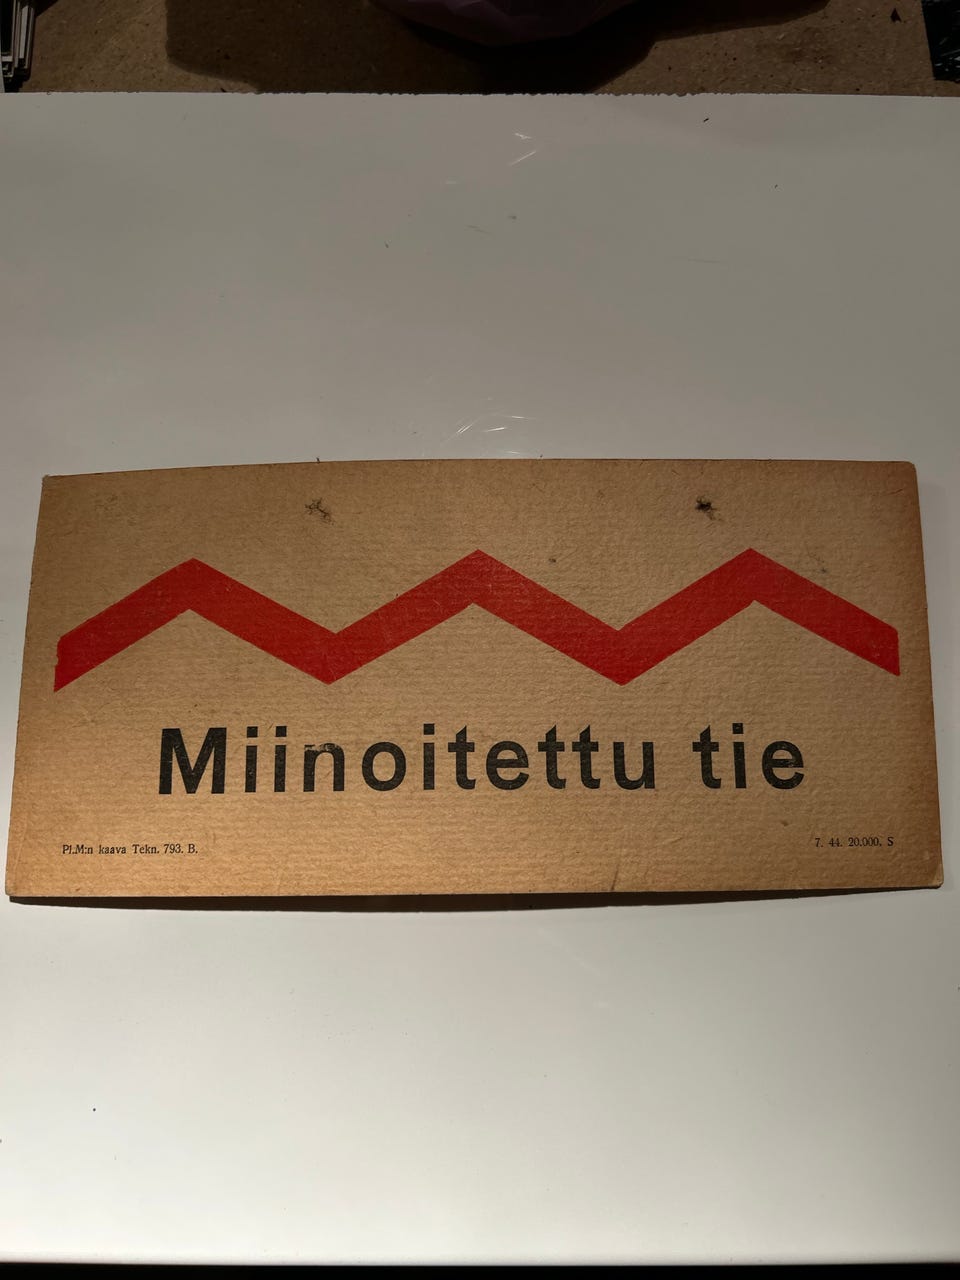 Miinoitettu tie
Pl.M:n kaava Tekn. 793. B.
7. 44. 20.000. S